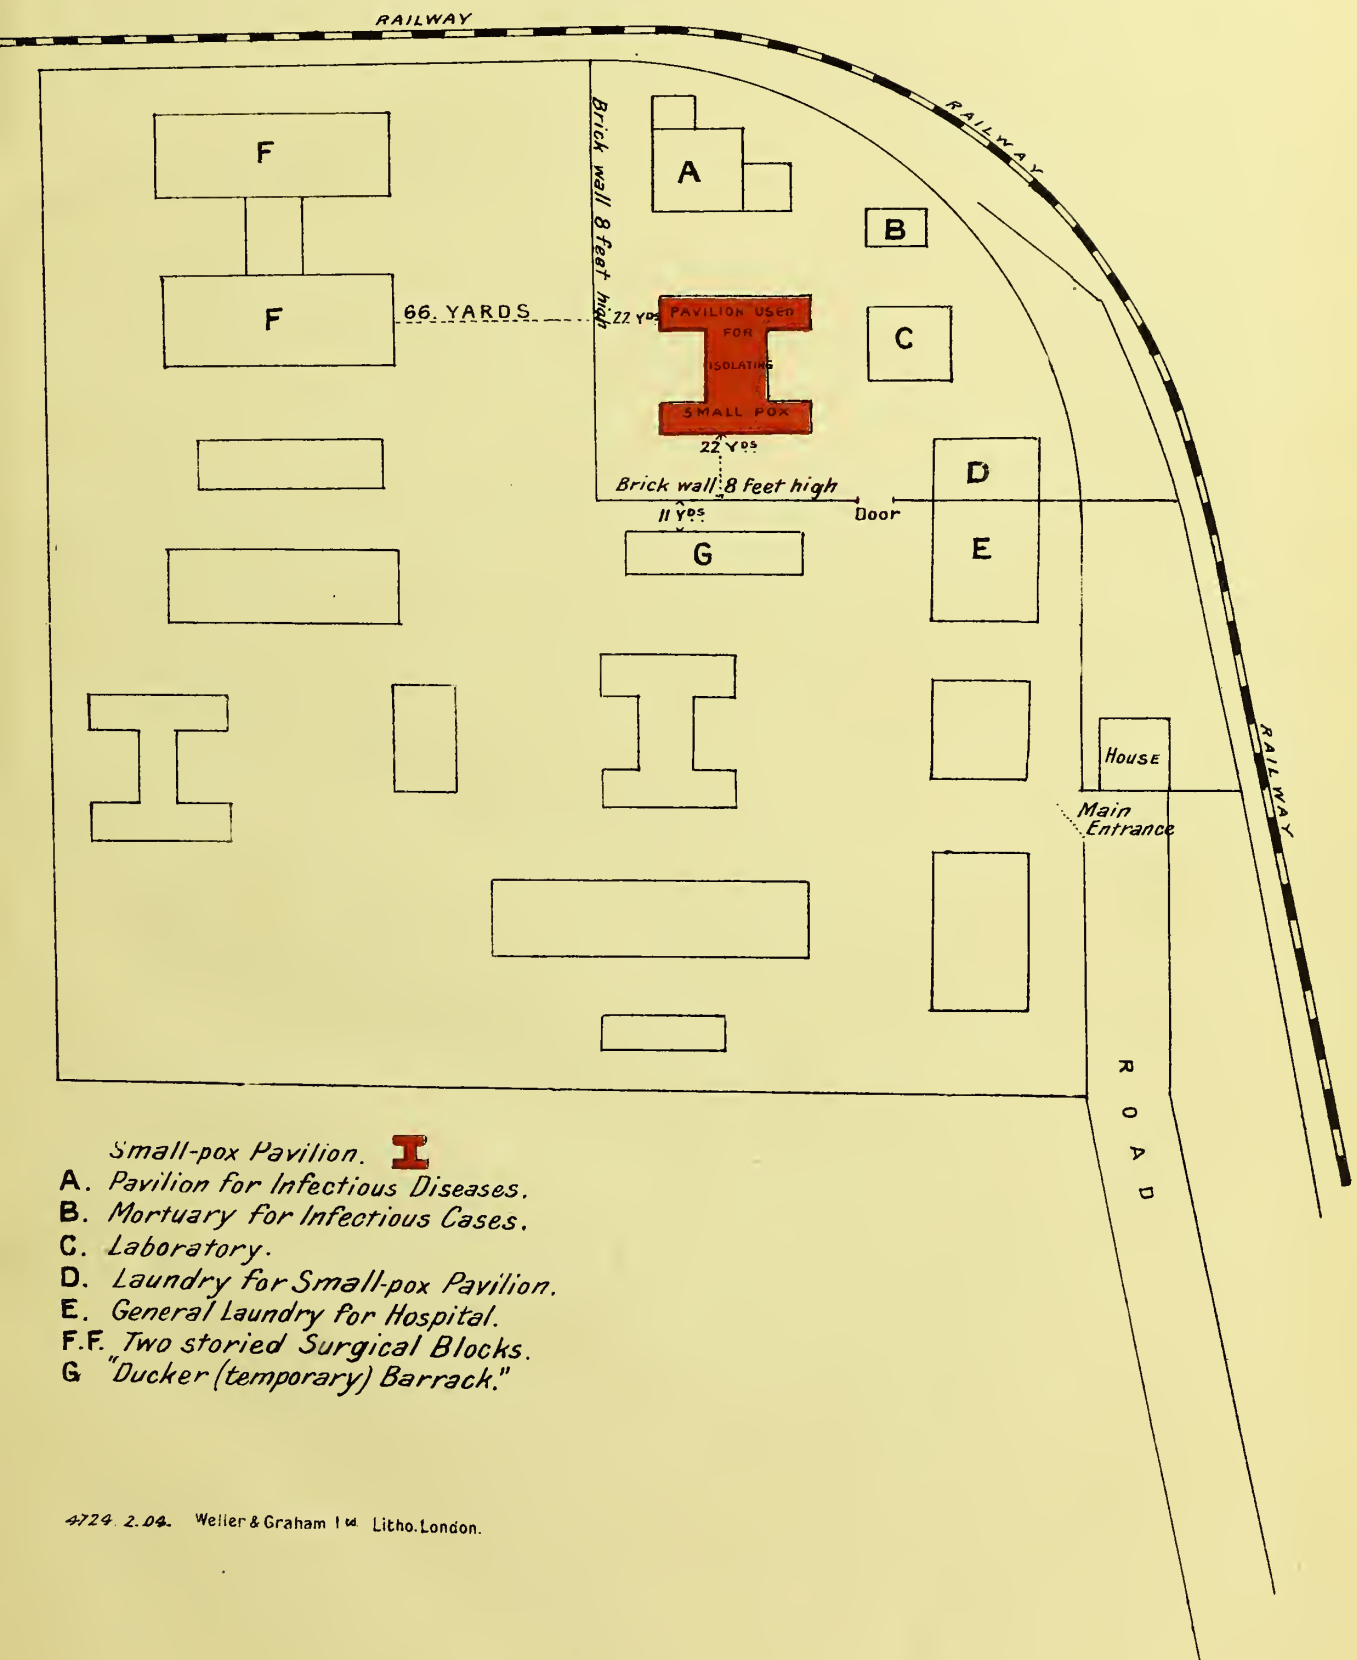 RAILWAY
RAILWAY
RAILWAY
F
F
66. YARDS
Brick wall 8 feet high
22 YDS
A
B
C
PAVILION USED
FOR
ISOLATING
SMALL POX
22 YDS
Brick wall 8 feet high
Door
11 YDS
G
D
E
HOUSE
Main
Entrance
ROAD
Small-pox Pavilion.
A. Pavilion for Infectious Diseases.
B. Mortuary for Infectious Cases.
C. Laboratory.
D. Laundry for Small-pox Pavilion.
E. General Laundry for Hospital.
F.F. Two storied Surgical Blocks.
G "Ducker (temporary) Barrack."
4724. 2.04. Weller & Graham Ltd. Litho. London.